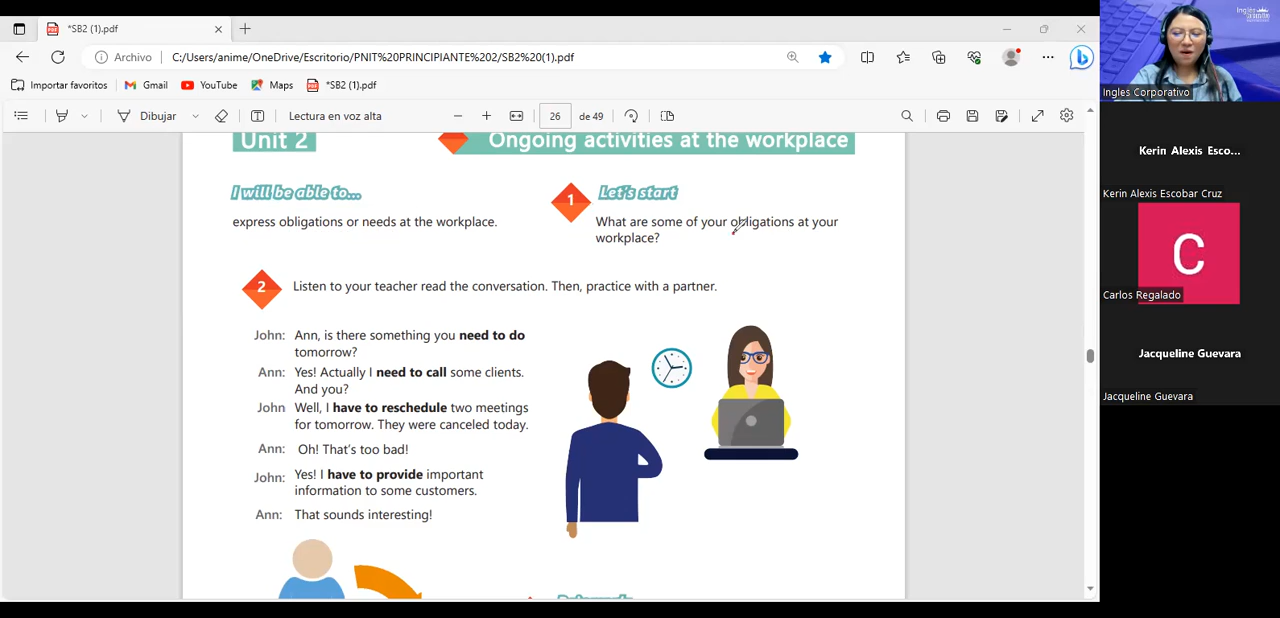 *SB2 (1).pdf
Archivo
C:/Users/anime/OneDrive/Escritorio/PNIT%20PRINCIPIANTE%202/SB2%20(1).pdf
Importar favoritos
Gmail
YouTube
Maps
*SB2 (1).pdf
Dibujar
Lectura en voz alta
26
de 49
Unit 2
Ongoing activities at the workplace
I will be able to...
express obligations or needs at the workplace.
1
Let's start
What are some of your obligations at your
workplace?
2
Listen to your teacher read the conversation. Then, practice with a partner.
John: Ann, is there something you need to do
tomorrow?
Ann: Yes! Actually I need to call some clients.
And you?
John Well, I have to reschedule two meetings
for tomorrow. They were canceled today.
Ann: Oh! That's too bad!
John: Yes! I have to provide important
information to some customers.
Ann: That sounds interesting!
Ingles Corporativo
Kerin Alexis Esco...
Kerin Alexis Escobar Cruz
C
Carlos Regalado
Jacqueline Guevara
Jacqueline Guevara